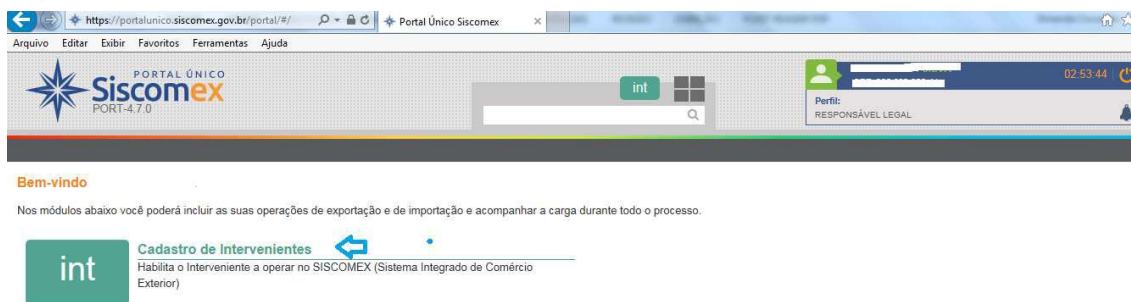 https://portalunico.siscomex.gov.br/portal/#/
Portal Único Siscomex
Arquivo Editar Exibir Favoritos Ferramentas Ajuda
PORTAL ÚNICO
Siscomex
PORT-4.7.0
int
02:53:44
Perfil:
RESPONSÁVEL LEGAL
Bem-vindo
Nos módulos abaixo você poderá incluir as suas operações de exportação e de importação e acompanhar a carga durante todo o processo.
int
Cadastro de Intervenientes
Habilita o Interveniente a operar no SISCOMEX (Sistema Integrado de Comércio
Exterior)